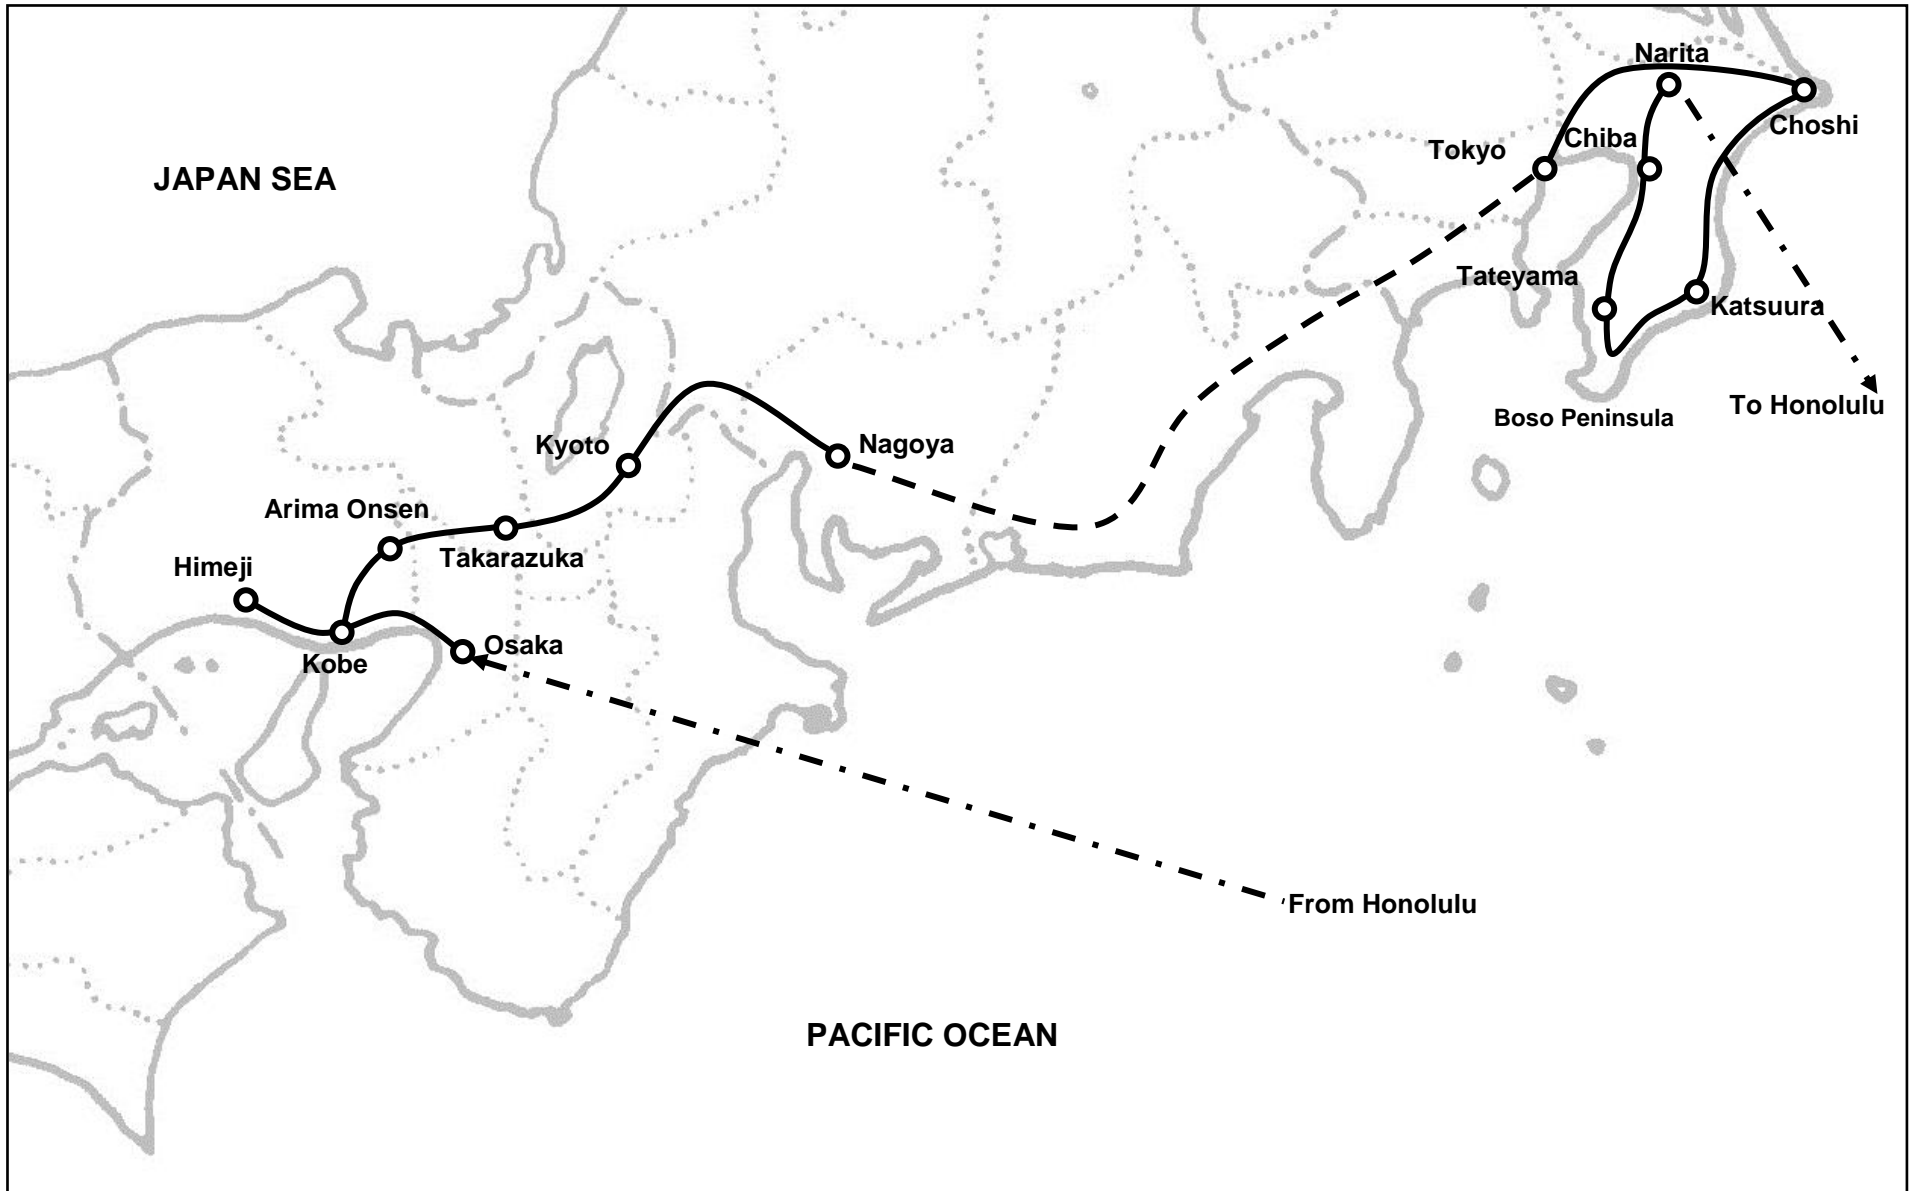 Narita
Choshi
Chiba
Tokyo
JAPAN SEA
Tateyama
Katsuura
To Honolulu
Boso Peninsula
Kyoto
Nagoya
Arima Onsen
Takarazuka
Himeji
Osaka
Kobe
From Honolulu
PACIFIC OCEAN